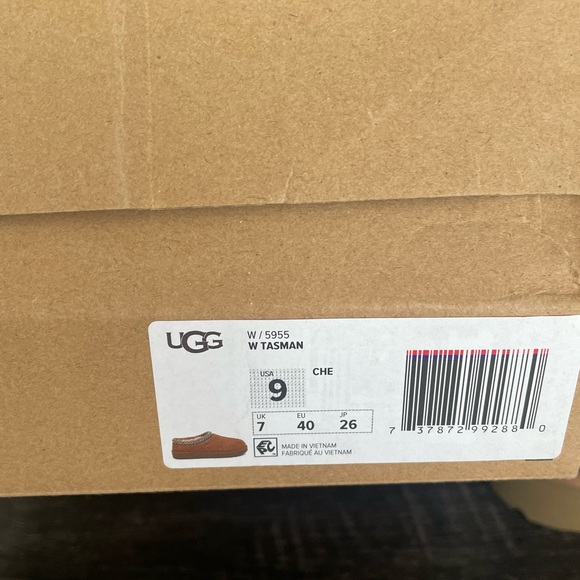 UGG
W / 5955
W TASMAN
USA
9
CHE
UK EU JP
7 40 26
MADE IN VIETNAM
FABRIQUÉ AU VIETNAM
7 37872 99288 0